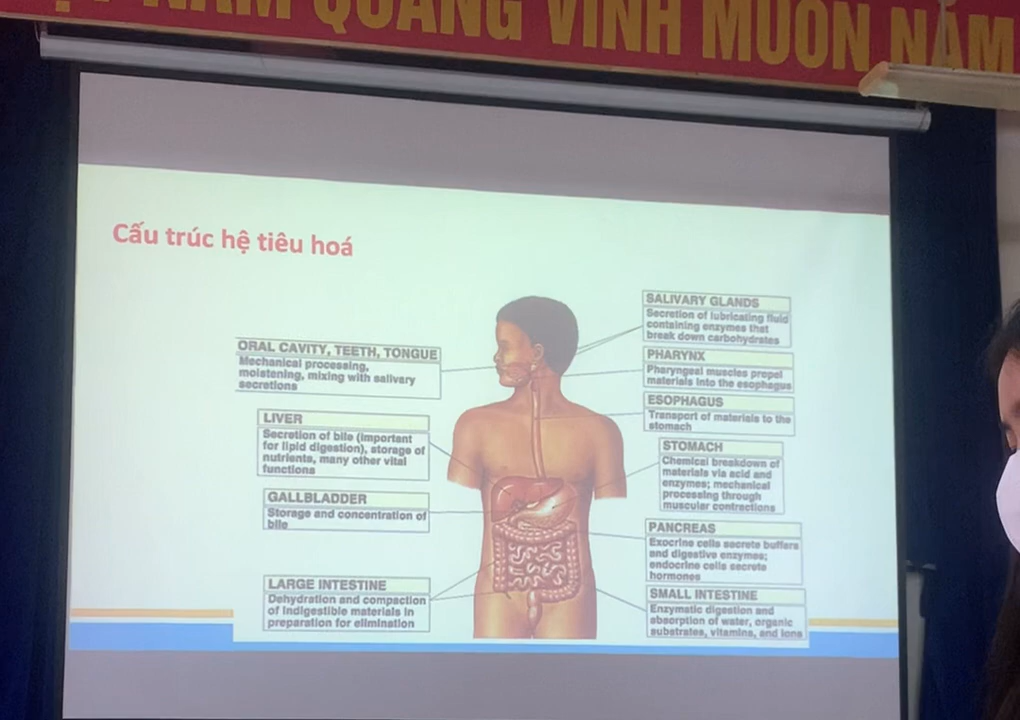 NAM QUANG VINH MUÔN NĂM
Cấu trúc hệ tiêu hoá
ORAL CAVITY, TEETH, TONGUE
Mechanical processing,
moistening, mixing with salivary
secretions
LIVER
Secretion of bile (important
for lipid digestion), storage of
nutrients, many other vital
functions
GALLBLADDER
Storage and concentration of
bile
LARGE INTESTINE
Dehydration and compaction
of indigestible materials in
preparation for elimination
SALIVARY GLANDS
Secretion of lubricating fluid
containing enzymes that
break down carbohydrates
PHARYNX
Pharyngeal muscles propel
materials into the esophagus
ESOPHAGUS
Transport of materials to the
stomach
STOMACH
Chemical breakdown of
materials via acid and
enzymes; mechanical
processing through
muscular contractions
PANCREAS
Exocrine cells secrete buffers
and digestive enzymes;
endocrine cells secrete
hormones
SMALL INTESTINE
Enzymatic digestion and
absorption of water, organic
substrates, vitamins, and ions